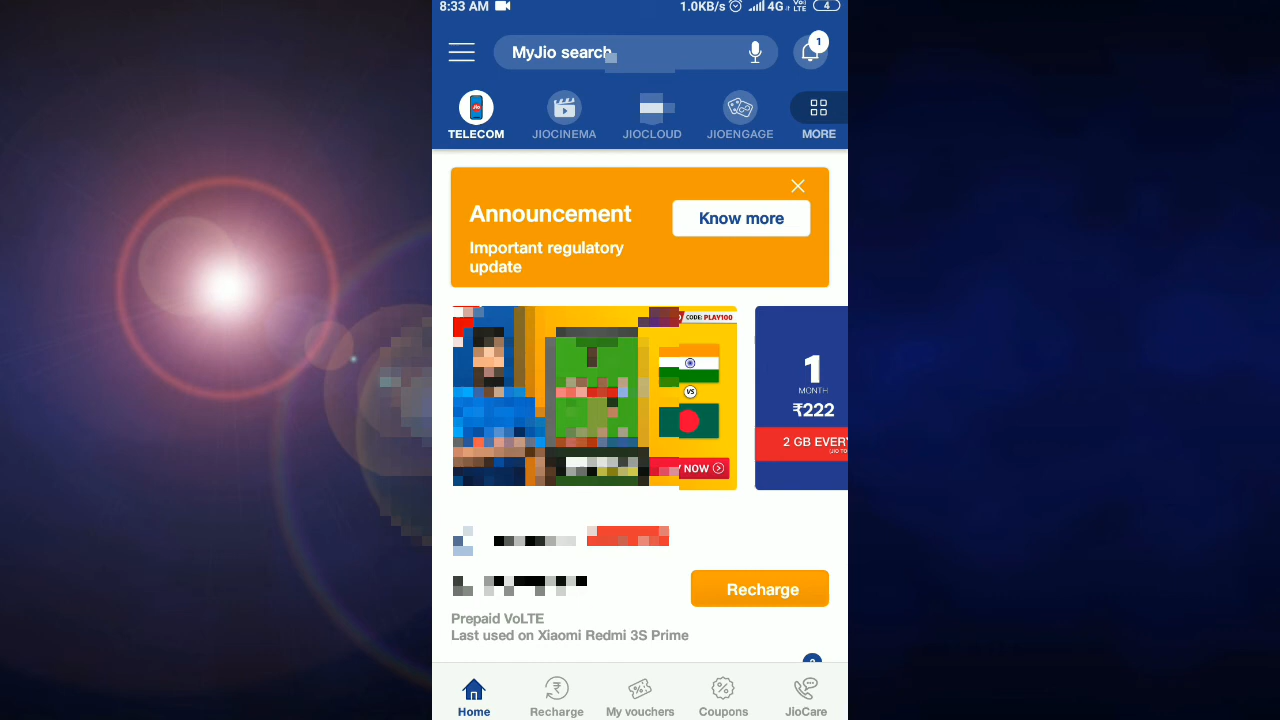 8:33 AM
1.0KB/s 4G Vo LTE 4
MyJio search
1
Jio
TELECOM JIOCINEMA JIOCLOUD JIOENGAGE MORE
Announcement
Know more
Important regulatory
update
CODE: PLAY100
VS
NOW
1
MONTH
₹222
2 GB EVERY
Recharge
Prepaid VoLTE
Last used on Xiaomi Redmi 3S Prime
Home Recharge My vouchers Coupons JioCare